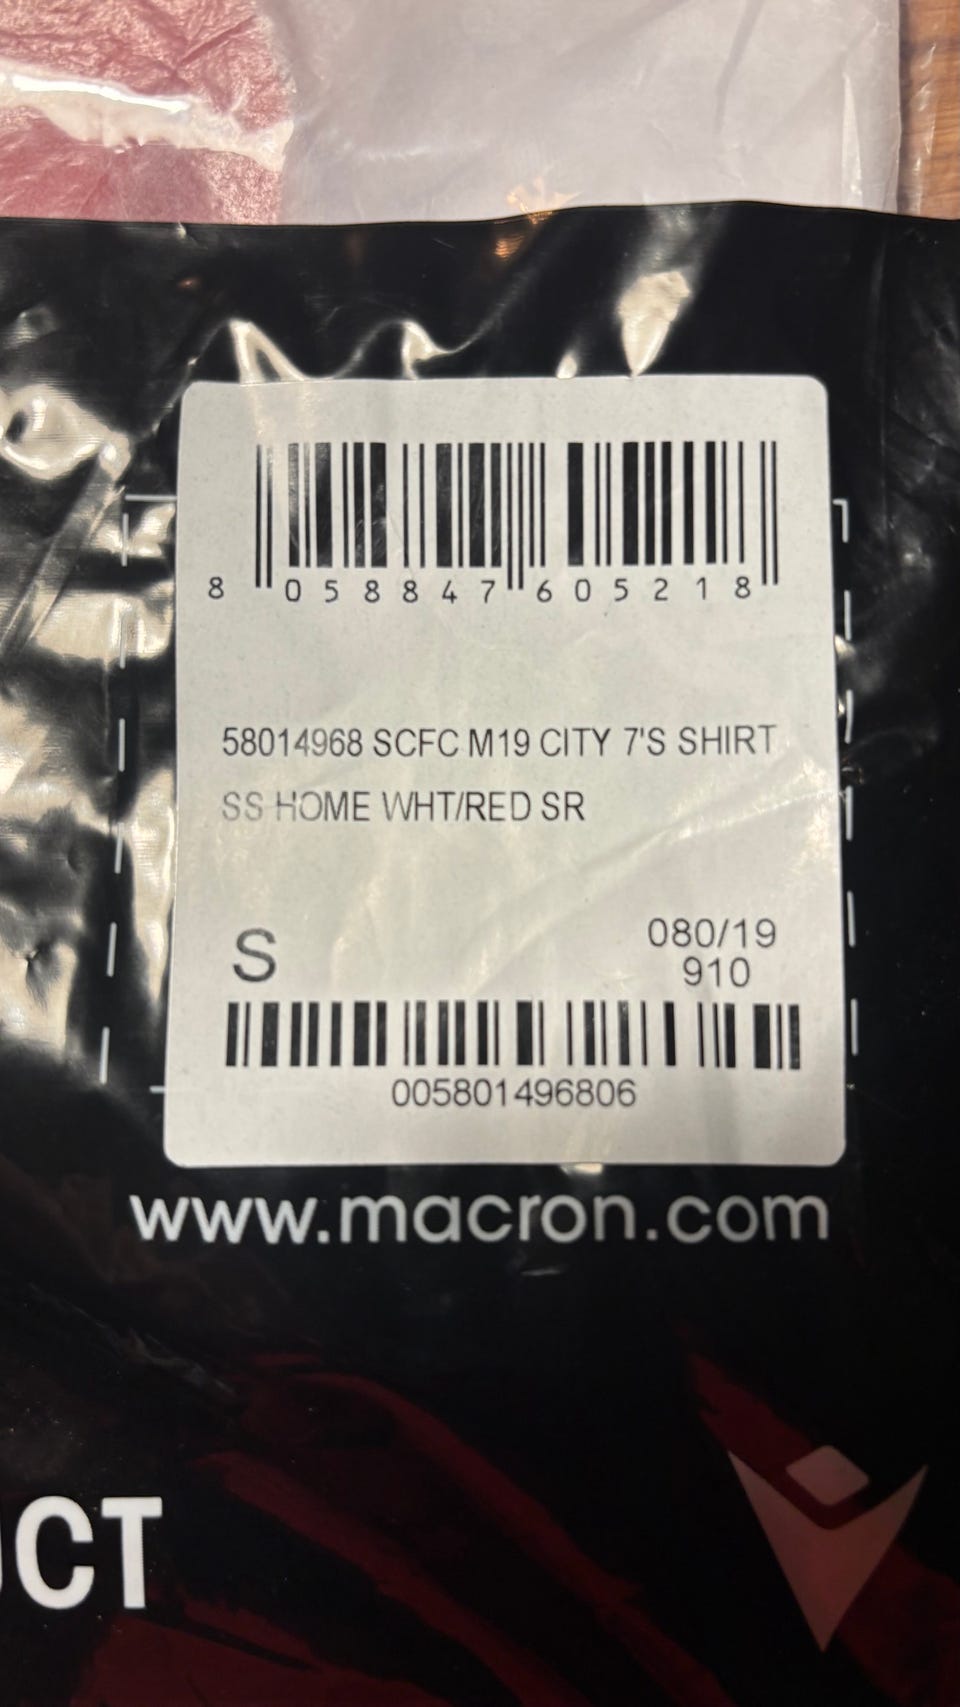 8 058847 605218
58014968 SCFC M19 CITY 7'S SHIRT
SS HOME WHT/RED SR
S
080/19
910
005801496806
www.macron.com
UCT